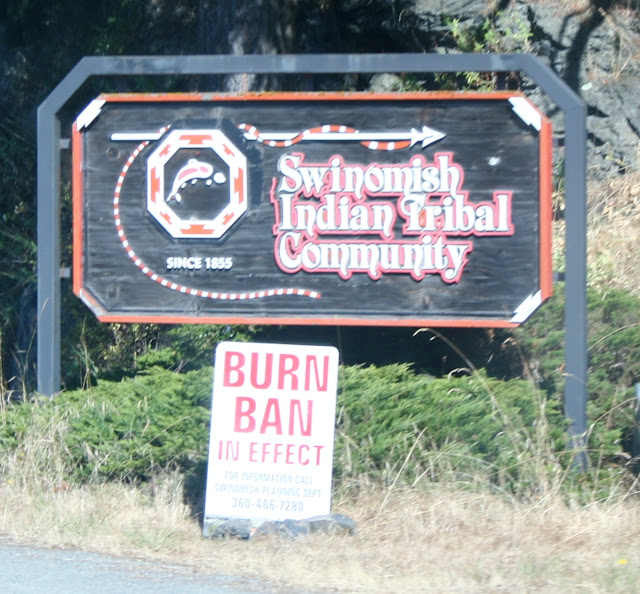 Swinomish
Indian Tribal
Community
SINCE 1855
BURN
BAN
IN EFFECT
FOR INFORMATION CALL
SWINOMISH PLANNING DEPT
360-466-7280